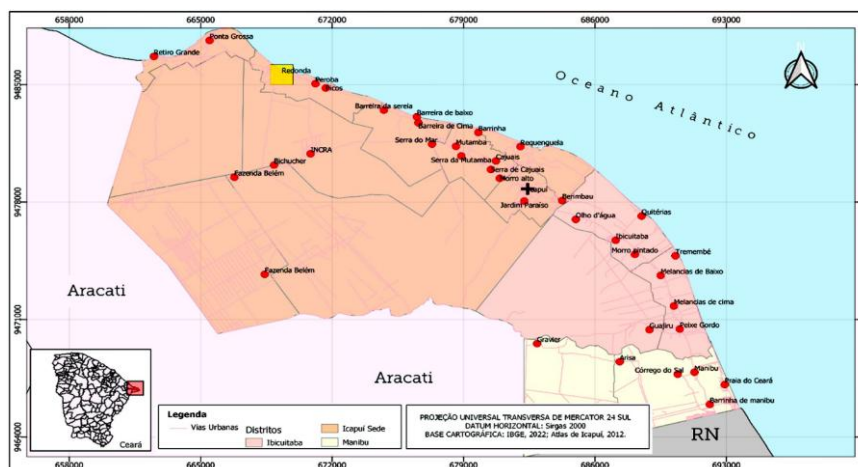 658000 665000 672000 679000 686000 693000
9485000
9478000
9471000
9464000
9485000
9478000
9471000
9464000
Ponta Grossa
Retiro Grande
Redonda
Peroba
Picos
Oceano Atlântico
Barreira da sereia
Barreira de baixo
Barreira de Cima
Barrinha
Serra do Mar
Mutamba
Requenguela
INCRA
Serra da Mutamba
Cajuais
Bichucher
Serra de Cajuais
Fazenda Belém
Morro alto
Icapuí
Jardim Paraíso
Berimbau
Olho d'água
Quitérias
Ibicuitaba
Morro pintado
Tremembé
Fazenda Belém
Melancias de Baixo
Aracati
Melancias de cima
Guajiru
Peixe Gordo
Gravier
Arisa
Córrego do Sal
Manibu
Aracati
Praia do Ceará
Barrinha de manibu
RN
Ceará
Legenda
Vias Urbanas
Distritos
Ibicuitaba
Icapuí Sede
Manibu
PROJEÇÃO UNIVERSAL TRANSVERSA DE MERCATOR 24 SUL
DATUM HORIZONTAL: Sirgas 2000
BASE CARTOGRÁFICA: IBGE, 2022; Atlas de Icapuí, 2012.
658000 665000 672000 679000 686000 693000